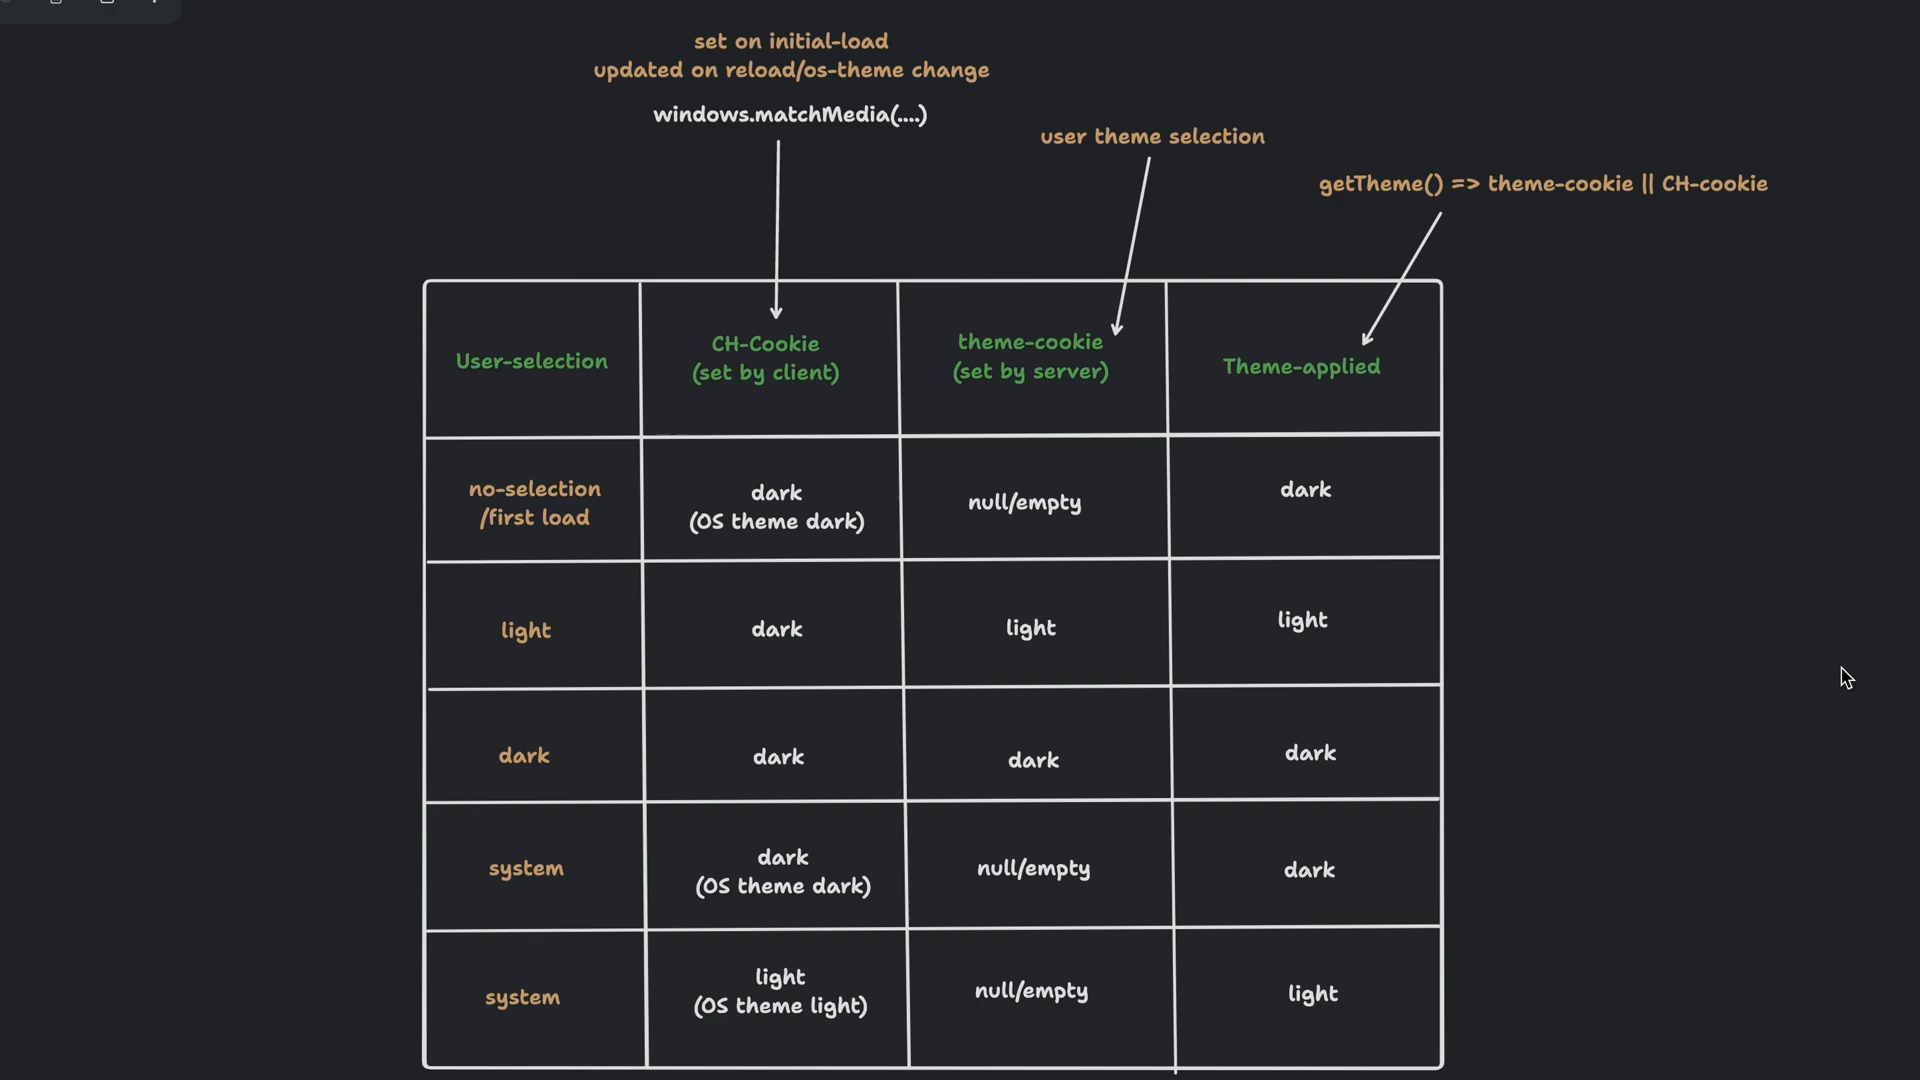 set on initial-load
updated on reload/os-theme change
windows.matchMedia(....)
user theme selection
getTheme() => theme-cookie || CH-cookie
User-selection
CH-Cookie
(set by client)
theme-cookie
(set by server)
Theme-applied
no-selection
/first load
dark
(OS theme dark)
null/empty
dark
light
dark
light
light
dark
dark
dark
dark
system
dark
(OS theme dark)
null/empty
dark
system
light
(OS theme light)
null/empty
light